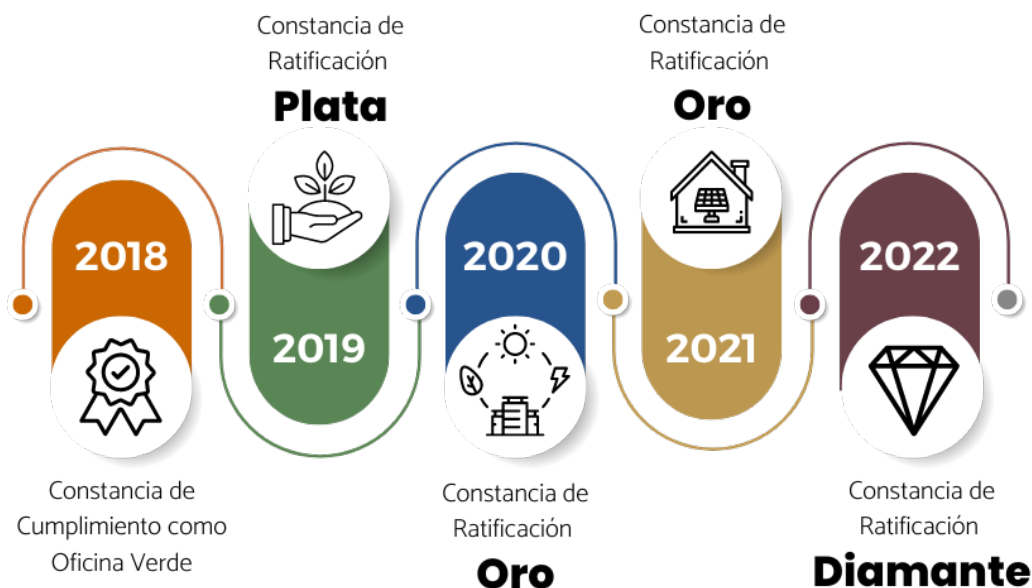 2018
Constancia de
Cumplimiento como
Oficina Verde
Constancia de
Ratificación
Plata
2019
2020
Constancia de
Ratificación
Oro
Constancia de
Ratificación
Oro
2021
2022
Constancia de
Ratificación
Diamante